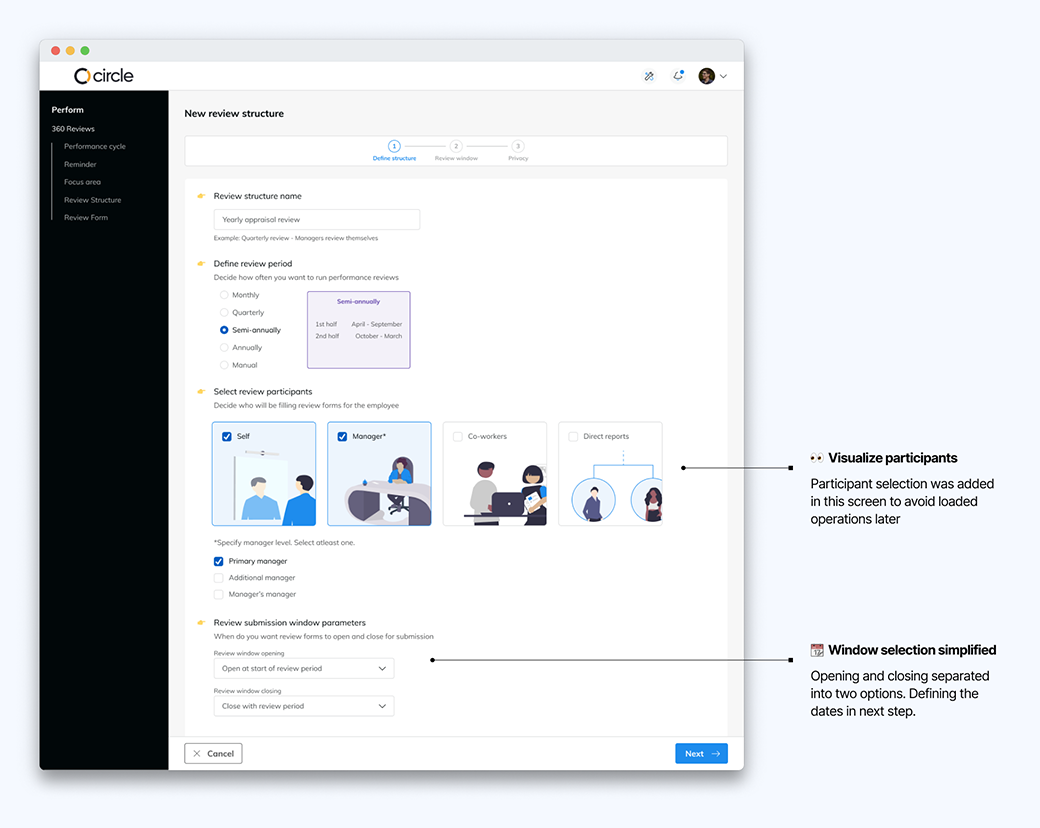 circle
Perform
360 Reviews
Performance cycle
Reminder
Focus area
Review Structure
Review Form
New review structure
1
2
3
Define structure
Review window
Privacy
Review structure name
Yearly appraisal review
Example: Quarterly review - Managers review themselves
Define review period
Decide how often you want to run performance reviews
Monthly
Quarterly
Semi-annually
Annually
Manual
Semi-annually
1st half April - September
2nd half October - March
Select review participants
Decide who will be filling review forms for the employee
Self
Manager*
Co-workers
Direct reports
*Specify manager level. Select atleast one.
Primary manager
Additional manager
Manager's manager
Review submission window parameters
When do you want review forms to open and close for submission
Review window opening
Open at start of review period
Review window closing
Close with review period
Cancel
Next
👀 Visualize participants
Participant selection was added
in this screen to avoid loaded
operations later
📆 Window selection simplified
Opening and closing separated
into two options. Defining the
dates in next step.